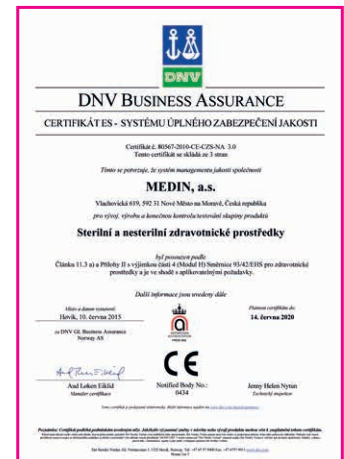 DNV
DNV BUSINESS ASSURANCE
CERTIFIKÁT ES - SYSTÉMU ÚPLNÉHO ZABEZPEČENÍ JAKOSTI
Certifikát č. 80567-2010-CE-CZS-NA 3.0
Tento certifikát se skládá ze 3 stran
Tímto se potvrzuje, že systém managementu jakosti společnosti
MEDIN, a.s.
Vlachovická 619, 592 31 Nové Město na Moravě, Česká republika
pro vývoj, výrobu a konečnou kontrolu/testování skupiny produktů
Sterilní a nesterilní zdravotnické prostředky
byl posouzen podle
Článku 11.3 a) a Přílohy II s výjimkou části 4 (Modul H) Směrnice 93/42/EHS pro zdravotnické
prostředky a je ve shodě s aplikovatelnými požadavky.
Další informace jsou uvedeny dále
Místo a datum vystavení:
Høvik, 10. června 2015
Platnost certifikátu do:
14. června 2020
za DNV GL Business Assurance
Norway AS
CE
Aud Løken Eiklid
Notified Body No.:
Jenny Helen Nytun
0434